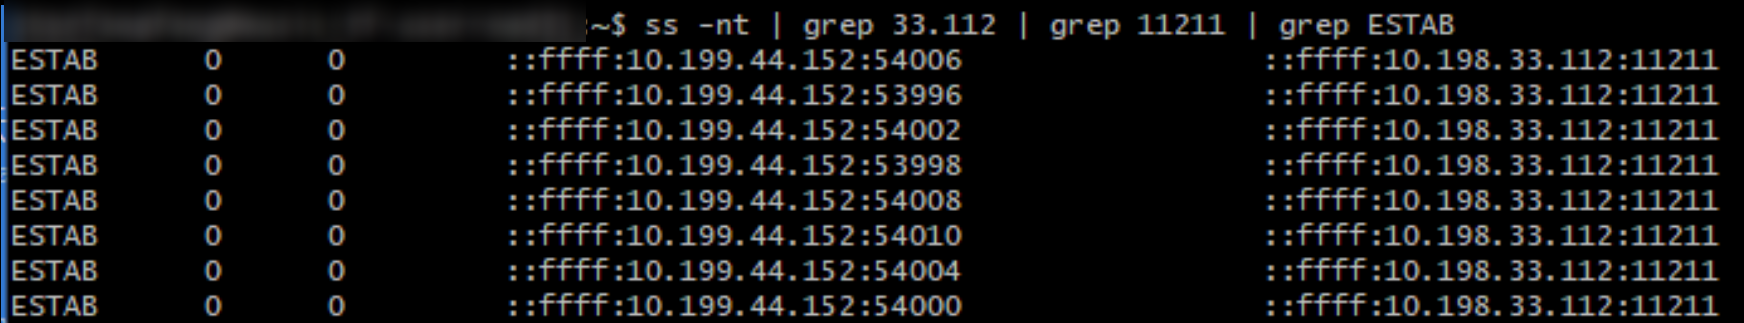 :~$ ss -nt | grep 33.112 | grep 11211 | grep ESTAB
ESTAB 0 0 ::ffff:10.199.44.152:54006 ::ffff:10.198.33.112:11211
ESTAB 0 0 ::ffff:10.199.44.152:53996 ::ffff:10.198.33.112:11211
ESTAB 0 0 ::ffff:10.199.44.152:54002 ::ffff:10.198.33.112:11211
ESTAB 0 0 ::ffff:10.199.44.152:53998 ::ffff:10.198.33.112:11211
ESTAB 0 0 ::ffff:10.199.44.152:54008 ::ffff:10.198.33.112:11211
ESTAB 0 0 ::ffff:10.199.44.152:54010 ::ffff:10.198.33.112:11211
ESTAB 0 0 ::ffff:10.199.44.152:54004 ::ffff:10.198.33.112:11211
ESTAB 0 0 ::ffff:10.199.44.152:54000 ::ffff:10.198.33.112:11211